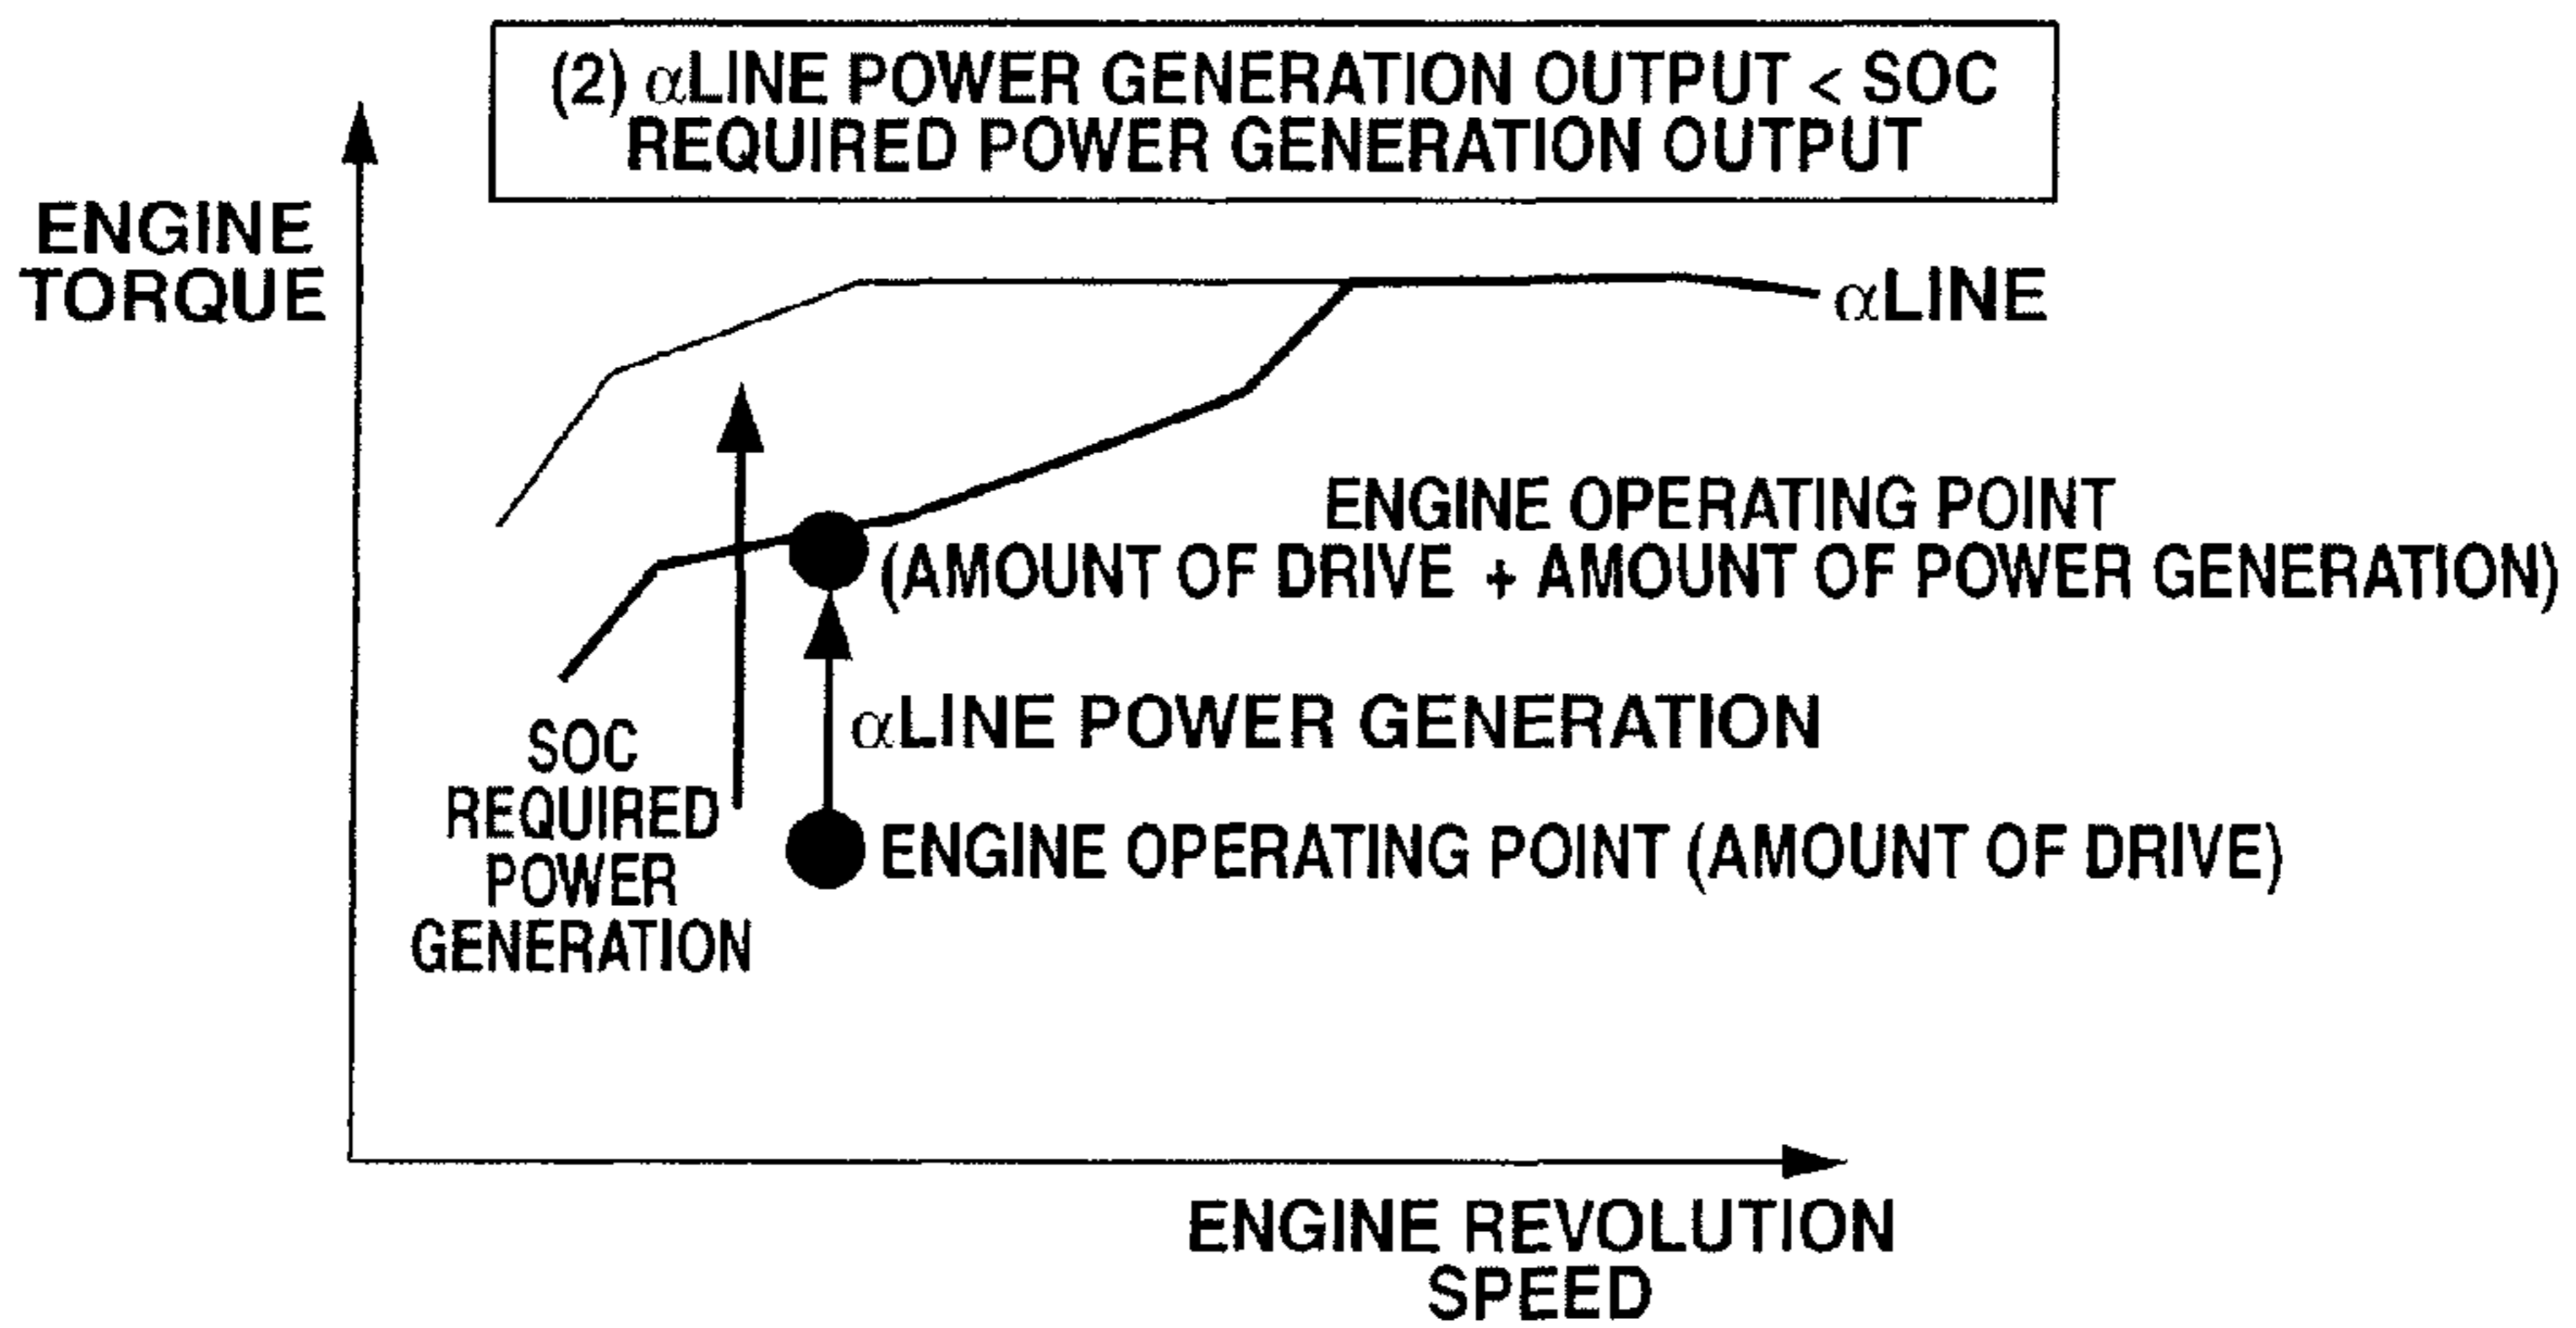 (2) αLINE POWER GENERATION OUTPUT < SOC
REQUIRED POWER GENERATION OUTPUT
ENGINE
TORQUE
αLINE
ENGINE OPERATING POINT
(AMOUNT OF DRIVE + AMOUNT OF POWER GENERATION)
αLINE POWER GENERATION
SOC
REQUIRED
POWER
GENERATION
ENGINE OPERATING POINT (AMOUNT OF DRIVE)
ENGINE REVOLUTION
SPEED